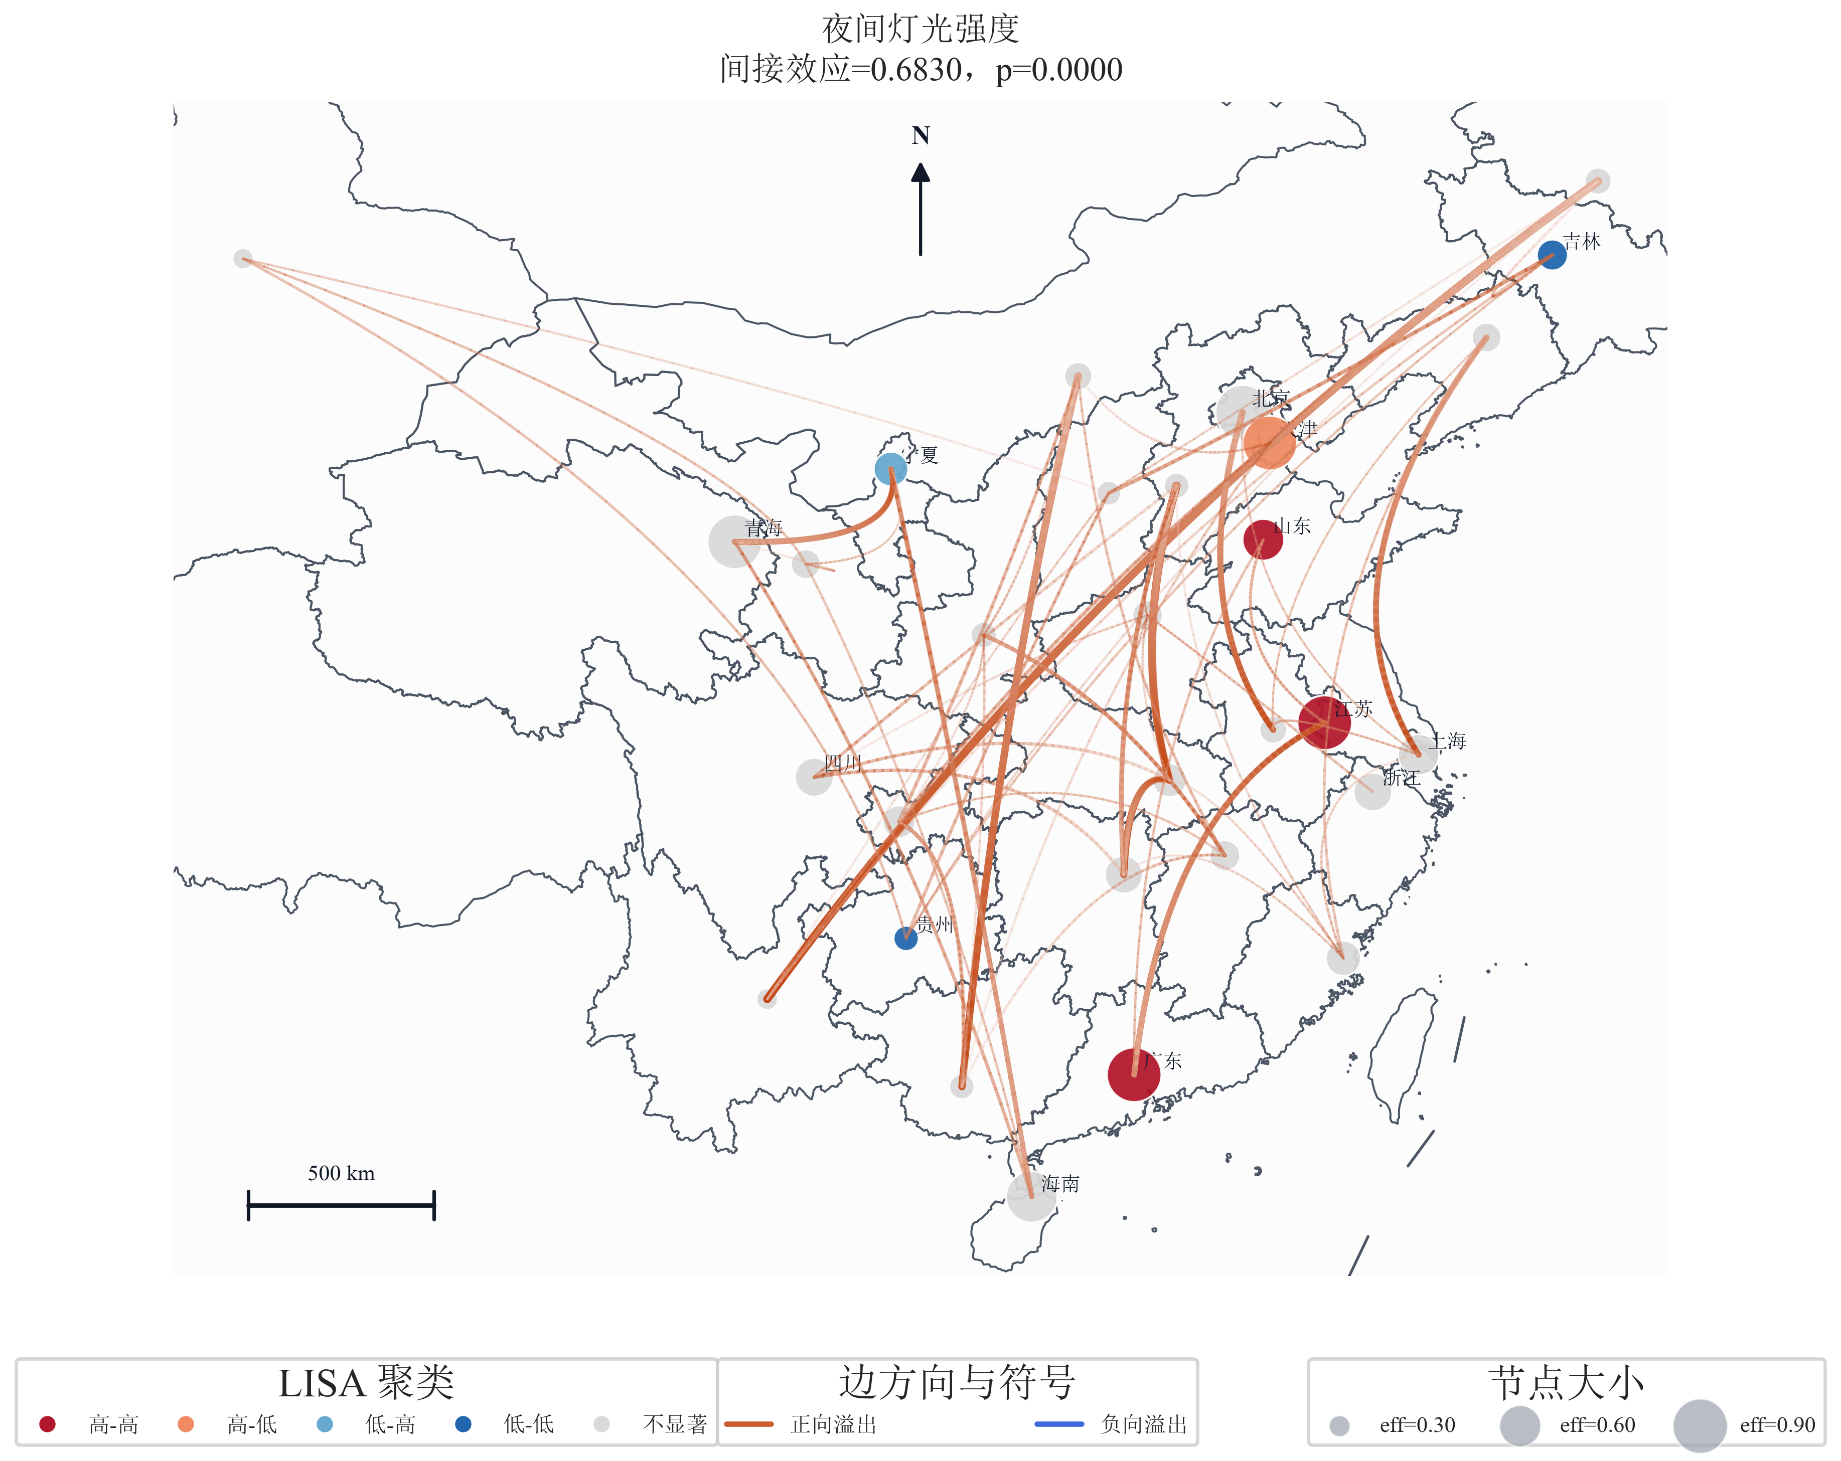 夜间灯光强度
间接效应=0.6830，p=0.0000
N
吉林
北京
津
宁夏
青海
山东
江苏
上海
四川
浙江
贵州
广东
海南
500 km
LISA 聚类
高-高
高-低
低-高
低-低
不显著
边方向与符号
正向溢出
负向溢出
节点大小
eff=0.30
eff=0.60
eff=0.90